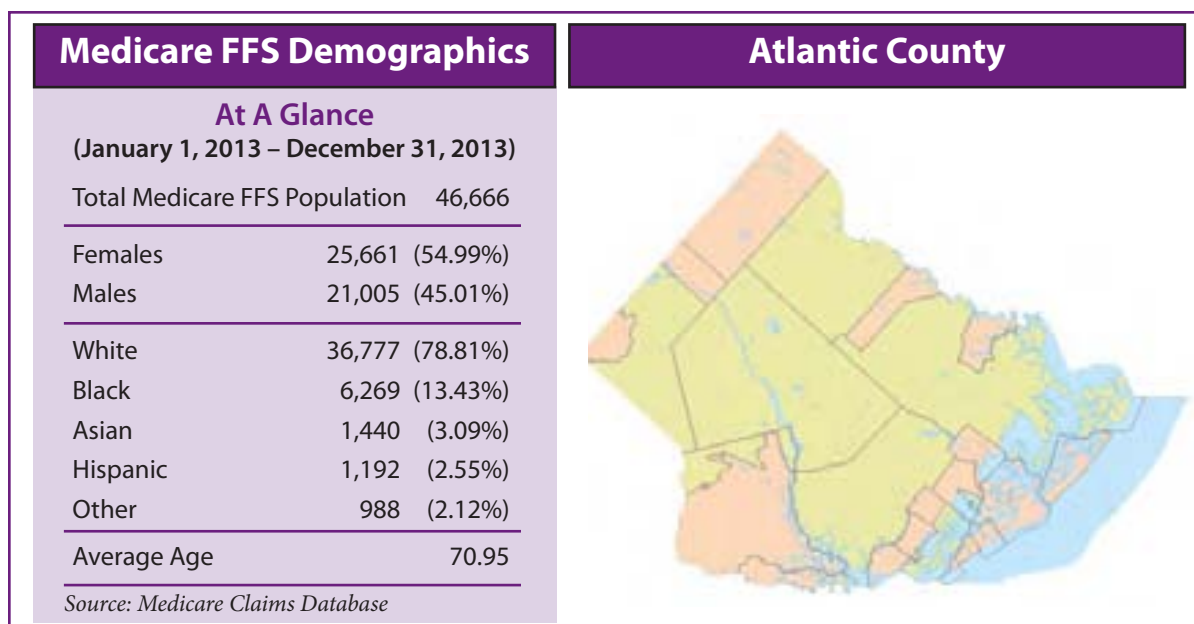 Medicare FFS Demographics
At A Glance
(January 1, 2013 – December 31, 2013)
Total Medicare FFS Population 46,666
Females 25,661 (54.99%)
Males 21,005 (45.01%)
White 36,777 (78.81%)
Black 6,269 (13.43%)
Asian 1,440 (3.09%)
Hispanic 1,192 (2.55%)
Other 988 (2.12%)
Average Age 70.95
Source: Medicare Claims Database
Atlantic County